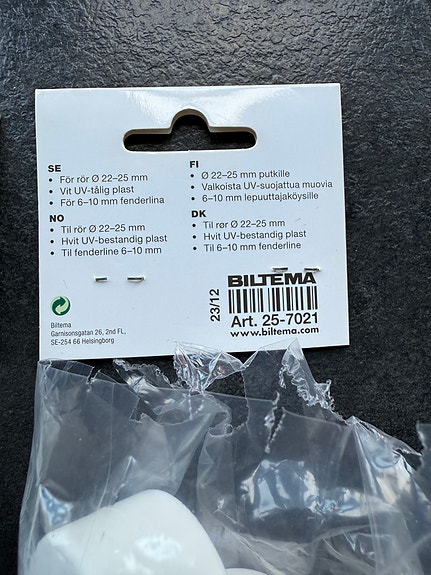 SE
• För rör Ø 22–25 mm
• Vit UV-tålig plast
• För 6–10 mm fenderlina
NO
• Til rør Ø 22–25 mm
• Hvit UV-bestandig plast
• Til fenderline 6–10 mm
FI
• Ø 22–25 mm putkille
• Valkoista UV-suojattua muovia
• 6–10 mm lepuuttajaköysille
DK
• Til rør Ø 22–25 mm
• Hvit UV-bestandig plast
• Til 6–10 mm fenderline
Biltema
Garnisonsgatan 26, 2nd FL,
SE-254 66 Helsingborg
23/12
BILTEMA
Art. 25-7021
www.biltema.com